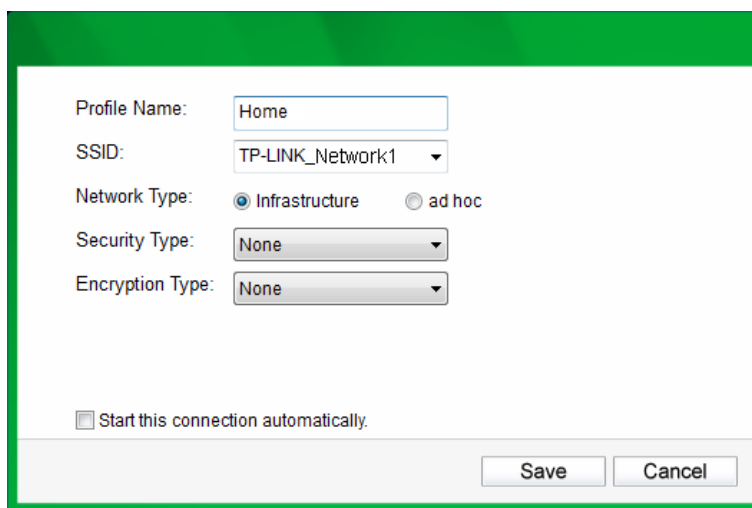 Profile Name: Home
SSID: TP-LINK_Network1
Network Type: Infrastructure ad hoc
Security Type: None
Encryption Type: None
Start this connection automatically.
Save Cancel